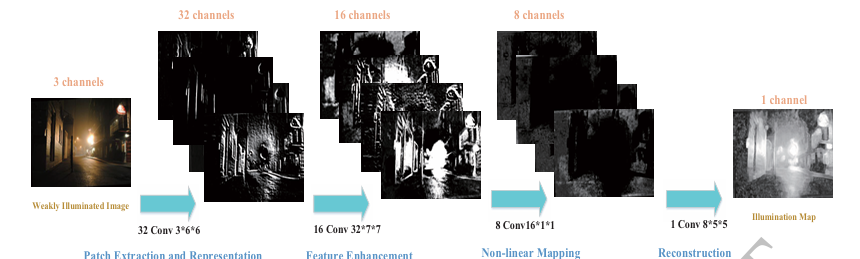 32 channels
16 channels
8 channels
3 channels
1 channel
Weakly Illuminated Image
Illumination Map
32 Conv 3*6*6
16 Conv 32*7*7
8 Conv16*1*1
1 Conv 8*5*5
Patch Extraction and Representation
Feature Enhancement
Non-linear Mapping
Reconstruction